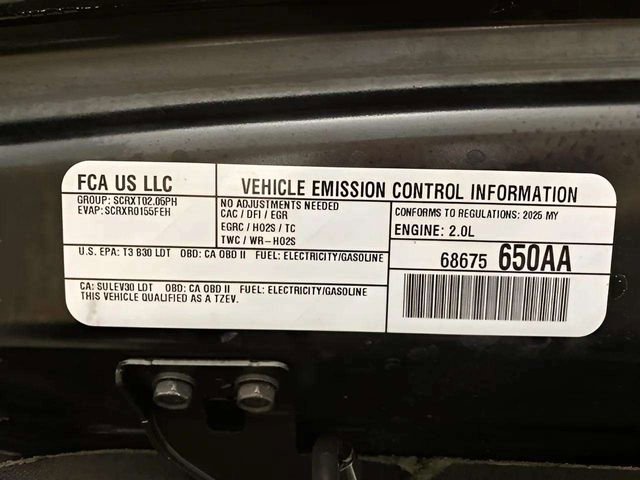 FCA US LLC
GROUP: SCRXT02.05PH
EVAP: SCRXR0155FEH
VEHICLE EMISSION CONTROL INFORMATION
NO ADJUSTMENTS NEEDED
CAC / DFI / EGR
EGRC / HO2S / TC
TWC / WR-HO2S
CONFORMS TO REGULATIONS: 2025 MY
ENGINE: 2.0L
U.S. EPA: T3 B30 LDT OBD: CA OBD II FUEL: ELECTRICITY/GASOLINE
68675 650AA
CA: SULEV30 LDT OBD: CA OBD II FUEL: ELECTRICITY/GASOLINE
THIS VEHICLE QUALIFIED AS A TZEV.